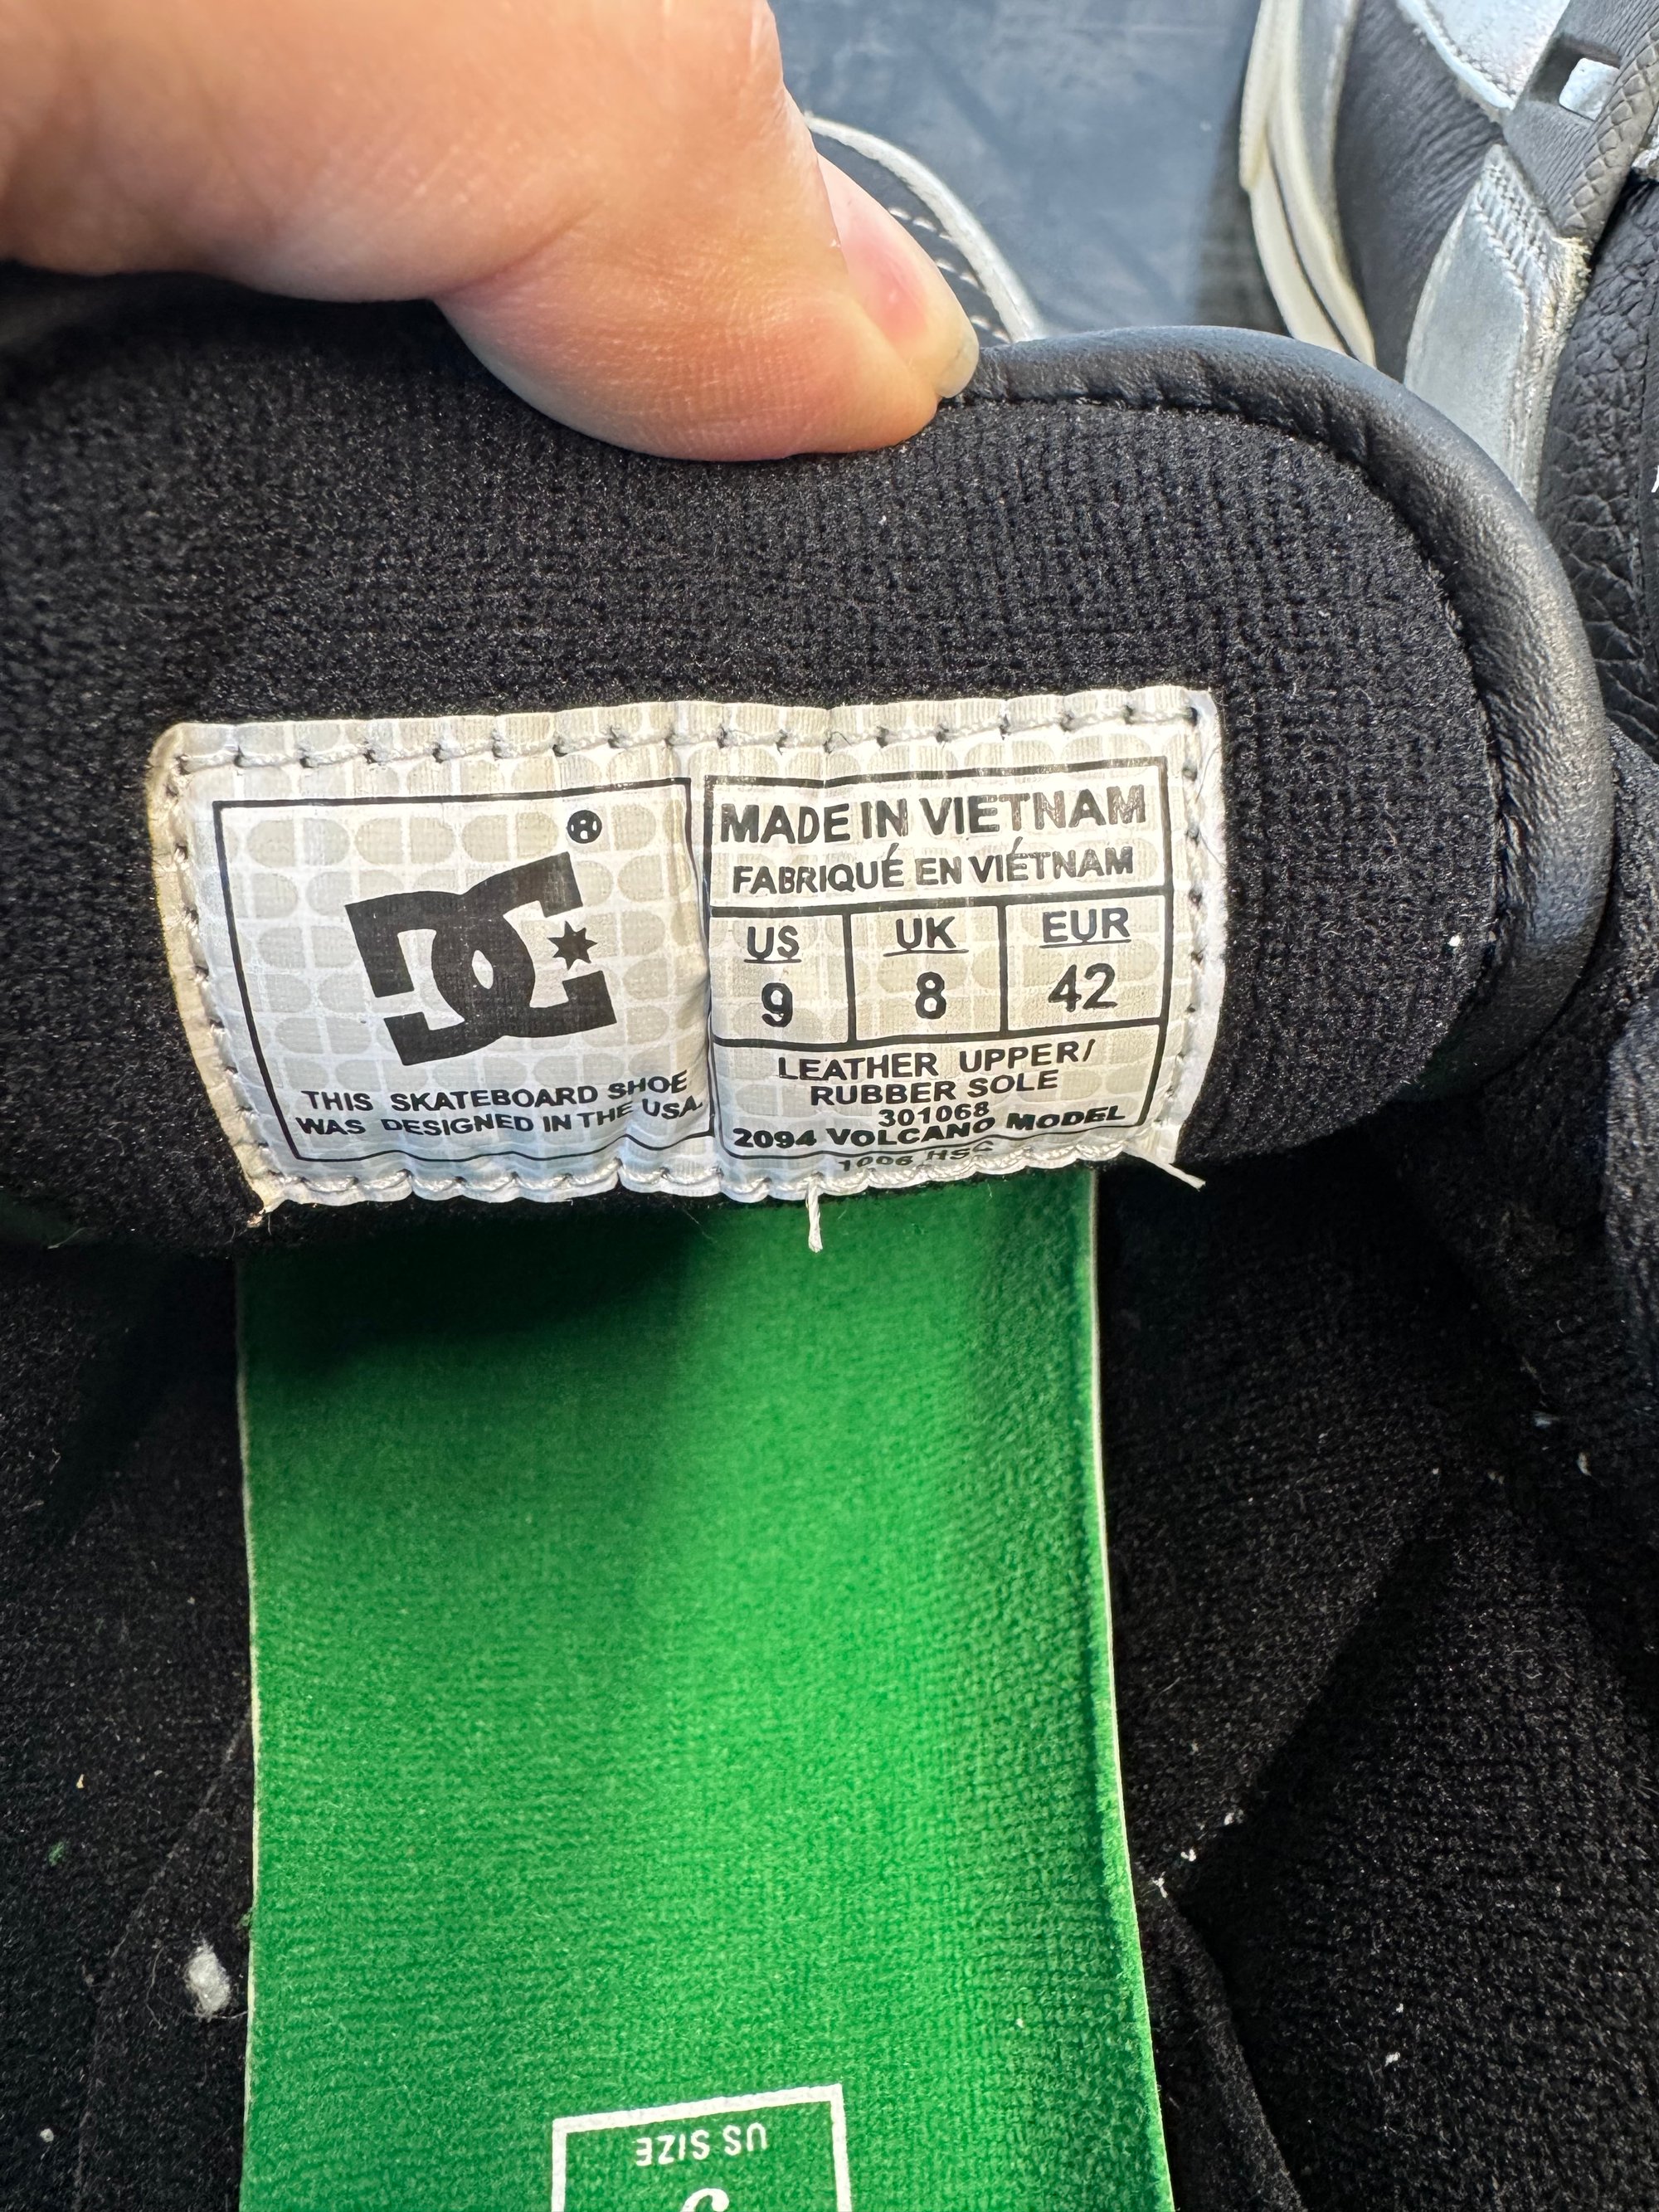 DC
®
THIS SKATEBOARD SHOE
WAS DESIGNED IN THE USA.
MADE IN VIETNAM
FABRIQUÉ EN VIÉTNAM
US UK EUR
9 8 42
LEATHER UPPER/
RUBBER SOLE
301068
2094 VOLCANO MODEL
1006
US SIZE